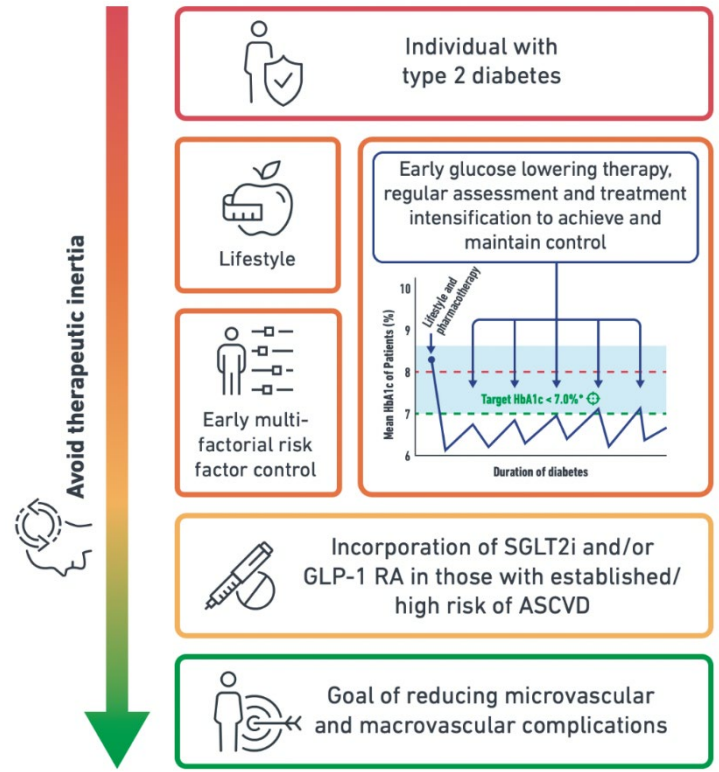 Avoid therapeutic inertia
Individual with
type 2 diabetes
Lifestyle
Early multi-
factorial risk
factor control
Early glucose lowering therapy,
regular assessment and treatment
intensification to achieve and
maintain control
Mean HbA1c of Patients (%)
10
9
8
7
6
Lifestyle and
pharmacotherapy
Target HbA1c < 7.0%*
Duration of diabetes
Incorporation of SGLT2i and/or
GLP-1 RA in those with established/
high risk of ASCVD
Goal of reducing microvascular
and macrovascular complications